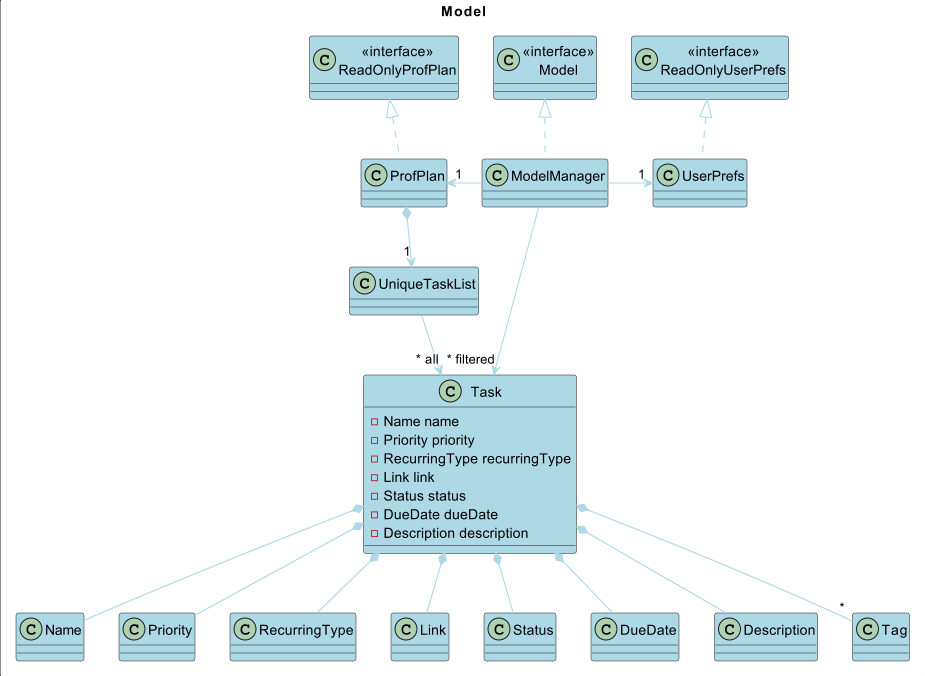 Model
«interface»
ReadOnlyProfPlan
«interface»
Model
«interface»
ReadOnlyUserPrefs
C
C
C
C ProfPlan
1
C ModelManager
1
C UserPrefs
1
C UniqueTaskList
* all
* filtered
C Task
Name name
Priority priority
RecurringType recurringType
Link link
Status status
DueDate dueDate
Description description
*
C Name
C Priority
C RecurringType
C Link
C Status
C DueDate
C Description
C Tag